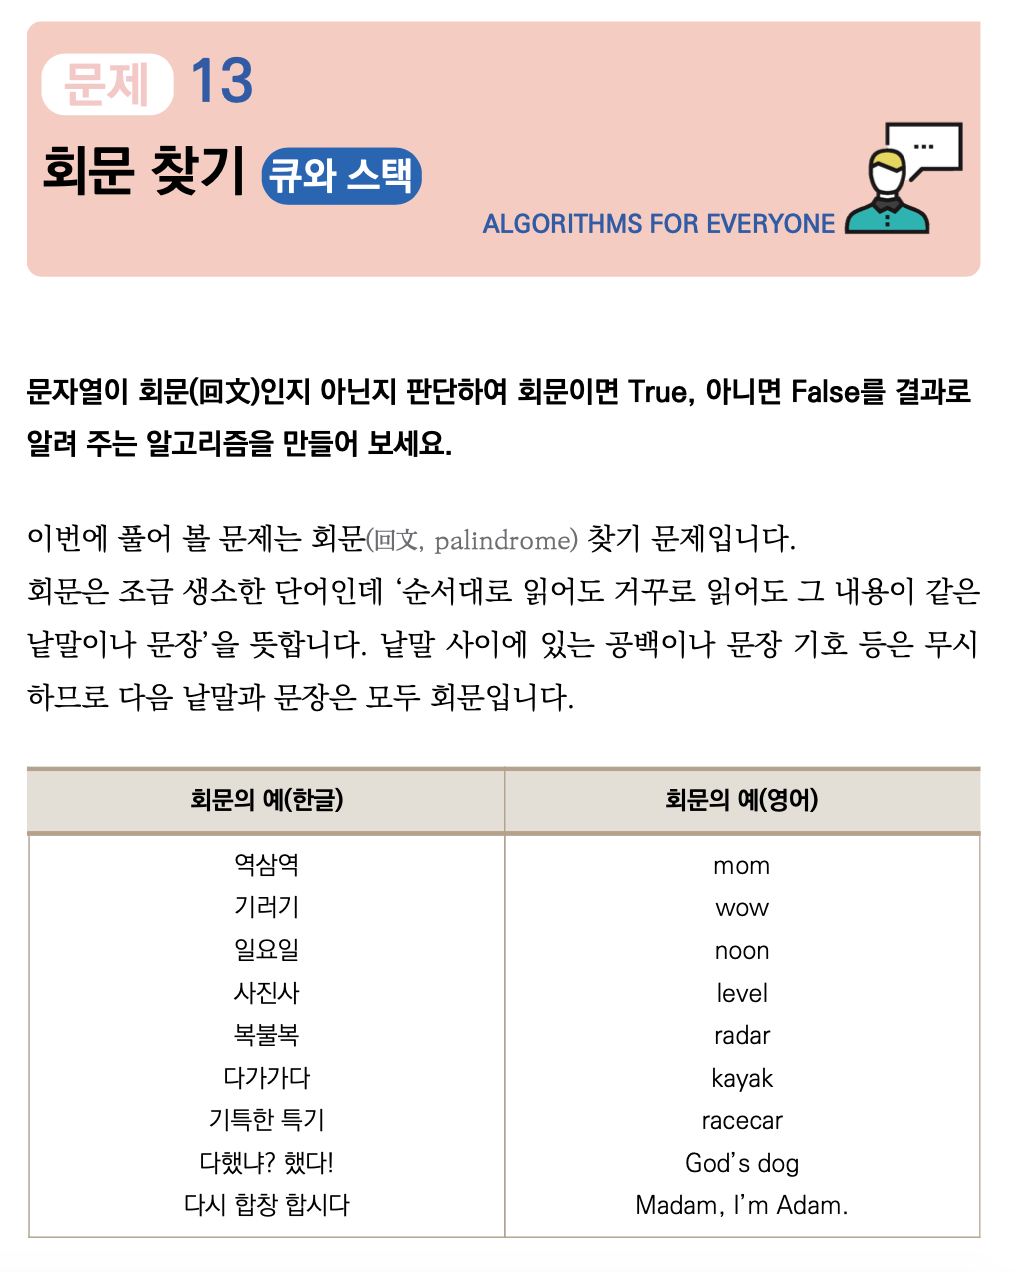 문제 13
회문 찾기 큐와 스택
...
ALGORITHMS FOR EVERYONE
문자열이 회문(回文)인지 아닌지 판단하여 회문이면 True, 아니면 False를 결과로
알려 주는 알고리즘을 만들어 보세요.
이번에 풀어 볼 문제는 회문(回文, palindrome) 찾기 문제입니다.
회문은 조금 생소한 단어인데 ‘순서대로 읽어도 거꾸로 읽어도 그 내용이 같은
낱말이나 문장’을 뜻합니다. 낱말 사이에 있는 공백이나 문장 기호 등은 무시
하므로 다음 낱말과 문장은 모두 회문입니다.
회문의 예(한글) 회문의 예(영어)
역삼역 mom
기러기 wow
일요일 noon
사진사 level
복불복 radar
다가가다 kayak
기특한 특기 racecar
다했냐? 했다! God’s dog
다시 합창 합시다 Madam, I’m Adam.